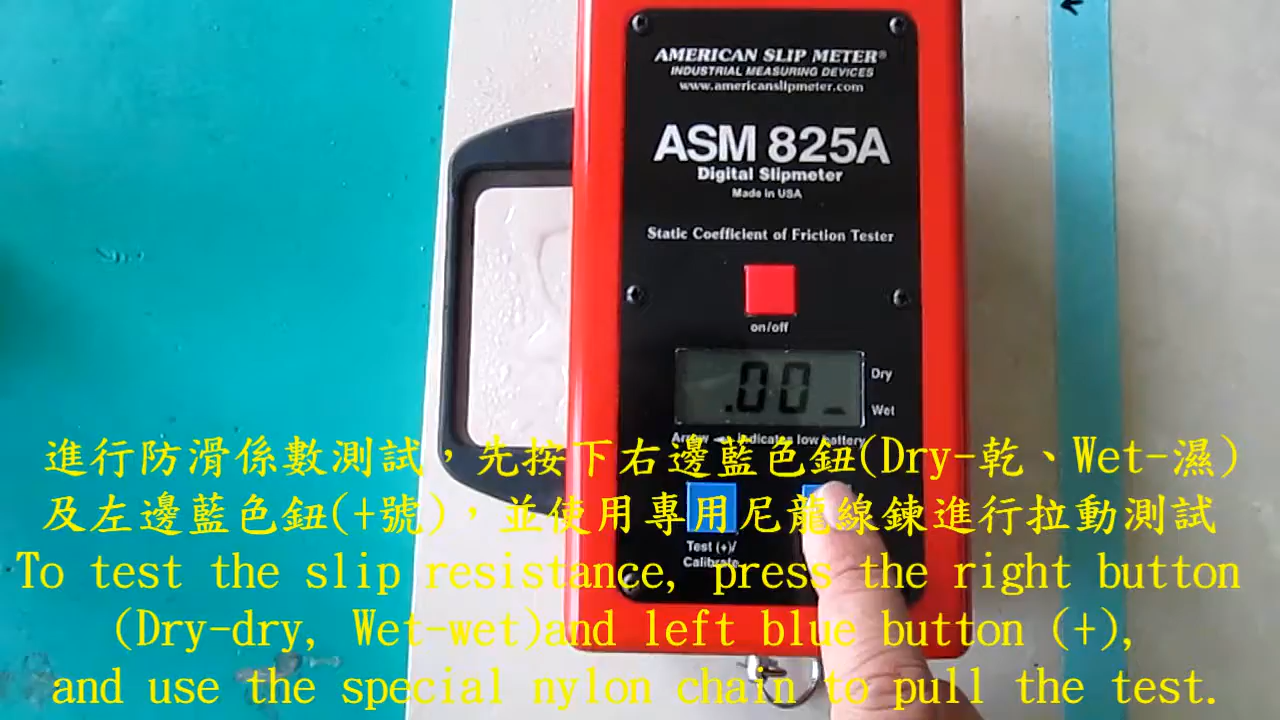 AMERICAN SLIP METER®
INDUSTRIAL MEASURING DEVICES
www.americanslipmeter.com
ASM 825A
Digital Slipmeter
Made in USA
Static Coefficient of Friction Tester
on/off
.00
Dry
Wet
Arrow indicates low battery
進行防滑係數測試，先按下右邊藍色鈕(Dry-乾、Wet-濕)
及左邊藍色鈕(+號)，並使用專用尼龍線鍊進行拉動測試
Test (+)/
Calibrate
To test the slip resistance, press the right button
(Dry-dry, Wet-wet)and left blue button (+),
and use the special nylon chain to pull the test.